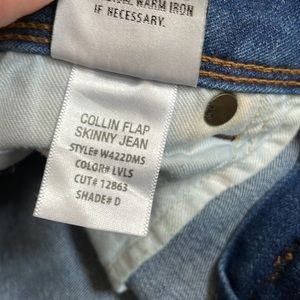 WARM IRON
IF NECESSARY.
COLLIN FLAP
SKINNY JEAN
STYLE# W422DMS
COLOR# LVLS
CUT# 12863
SHADE# D